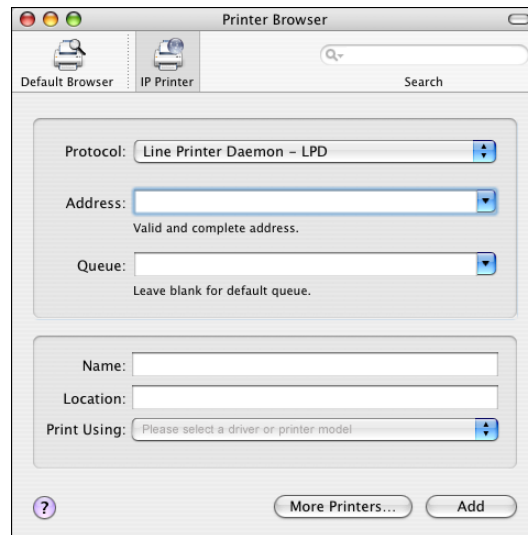 Printer Browser
Default Browser
IP Printer
Search
Protocol: Line Printer Daemon – LPD
Address:
Valid and complete address.
Queue:
Leave blank for default queue.
Name:
Location:
Print Using: Please select a driver or printer model
?
More Printers...
Add